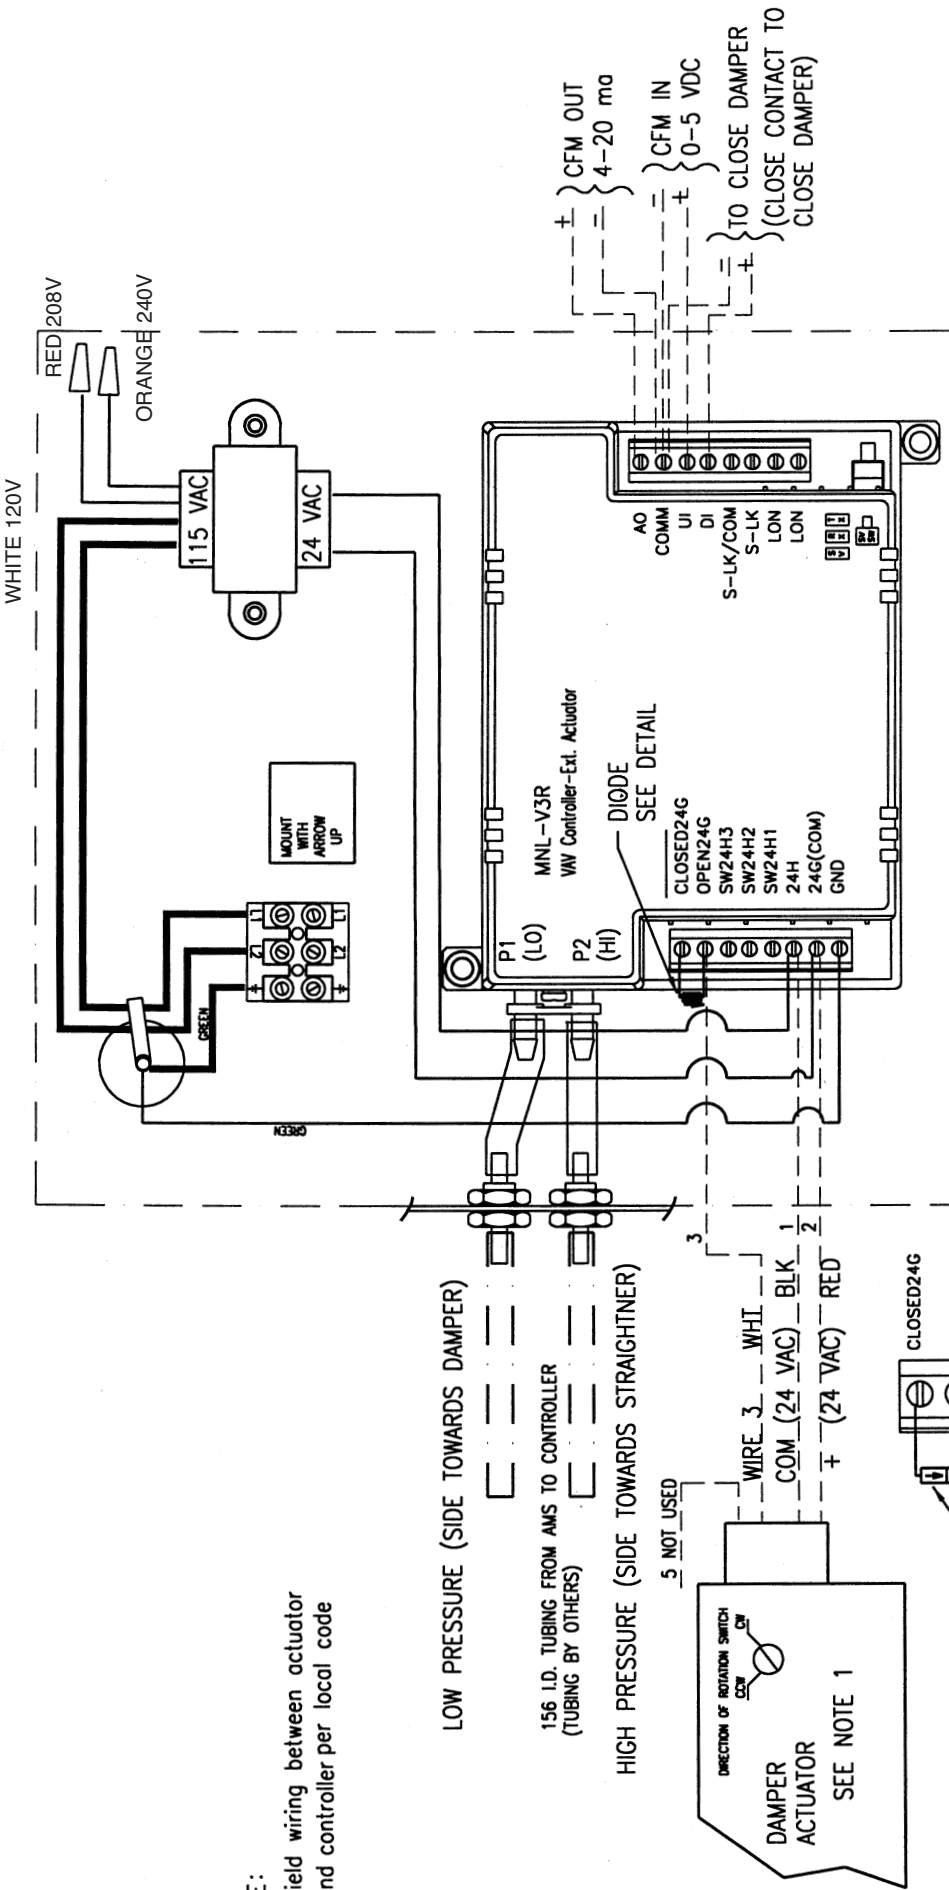 WHITE 120V
RED 208V
ORANGE 240V
115 VAC
24 VAC
MOUNT
WITH
ARROW
UP
L1
L2
L1
L2
GREEN
GREEN
CFM OUT
4-20 ma
CFM IN
0-5 VDC
TO CLOSE DAMPER
(CLOSE CONTACT TO
CLOSE DAMPER)
+
-
-
+
-
+
AO
COMM
UI
DI
S-LK/COM
S-LK
LON
LON
MNL-V3R
VAV Controller-Ext. Actuator
DIODE
SEE DETAIL
P1
(LO)
P2
(HI)
CLOSED24G
OPEN24G
SW24H3
SW24H2
SW24H1
24H
24G(COM)
GND
E:
ield wiring between actuator
nd controller per local code
LOW PRESSURE (SIDE TOWARDS DAMPER)
156 I.D. TUBING FROM AMS TO CONTROLLER
(TUBING BY OTHERS)
HIGH PRESSURE (SIDE TOWARDS STRAIGHTNER)
5 NOT USED
WIRE 3 WHT 3
COM (24 VAC) BLK 1
+ (24 VAC) RED 2
DIRECTION OF ROTATION SWITCH
CCW CW
DAMPER
ACTUATOR
SEE NOTE 1
CLOSED24G